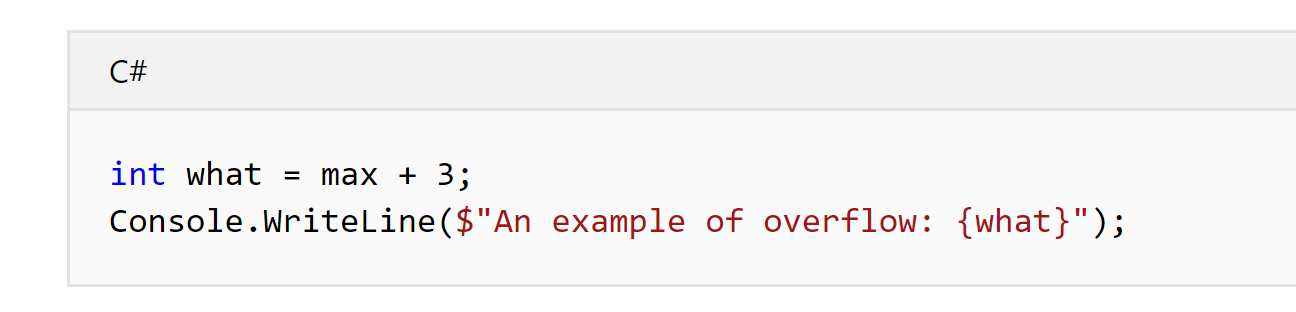 C#
int what = max + 3;
Console.WriteLine($"An example of overflow: {what}");